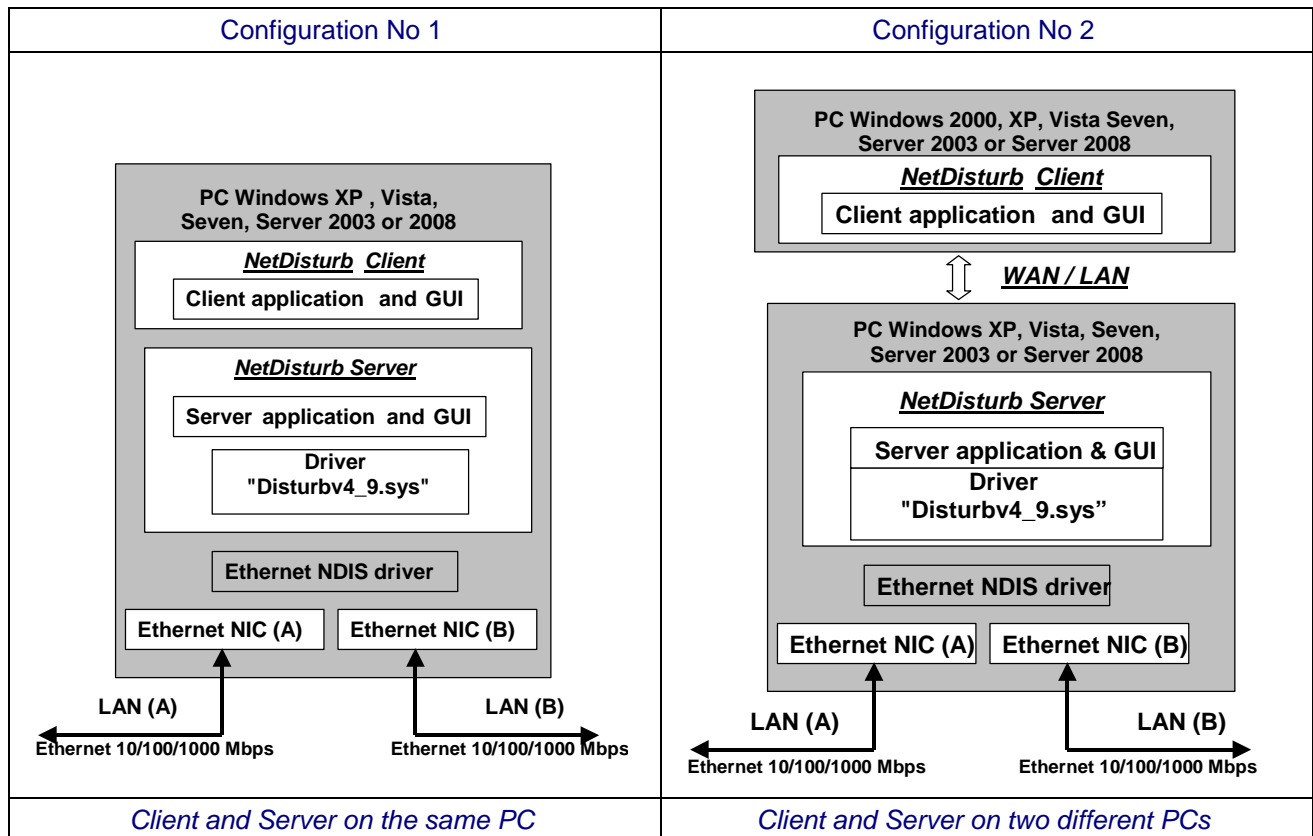 Configuration No 1
PC Windows XP , Vista,
Seven, Server 2003 or 2008
NetDisturb Client
Client application and GUI
NetDisturb Server
Server application and GUI
Driver
"Disturbv4_9.sys"
Ethernet NDIS driver
Ethernet NIC (A)
Ethernet NIC (B)
LAN (A)
LAN (B)
Ethernet 10/100/1000 Mbps
Ethernet 10/100/1000 Mbps
Client and Server on the same PC
Configuration No 2
PC Windows 2000, XP, Vista Seven,
Server 2003 or Server 2008
NetDisturb Client
Client application and GUI
WAN / LAN
PC Windows XP, Vista, Seven,
Server 2003 or Server 2008
NetDisturb Server
Server application & GUI
Driver
"Disturbv4_9.sys”
Ethernet NDIS driver
Ethernet NIC (A)
Ethernet NIC (B)
LAN (A)
LAN (B)
Ethernet 10/100/1000 Mbps
Ethernet 10/100/1000 Mbps
Client and Server on two different PCs